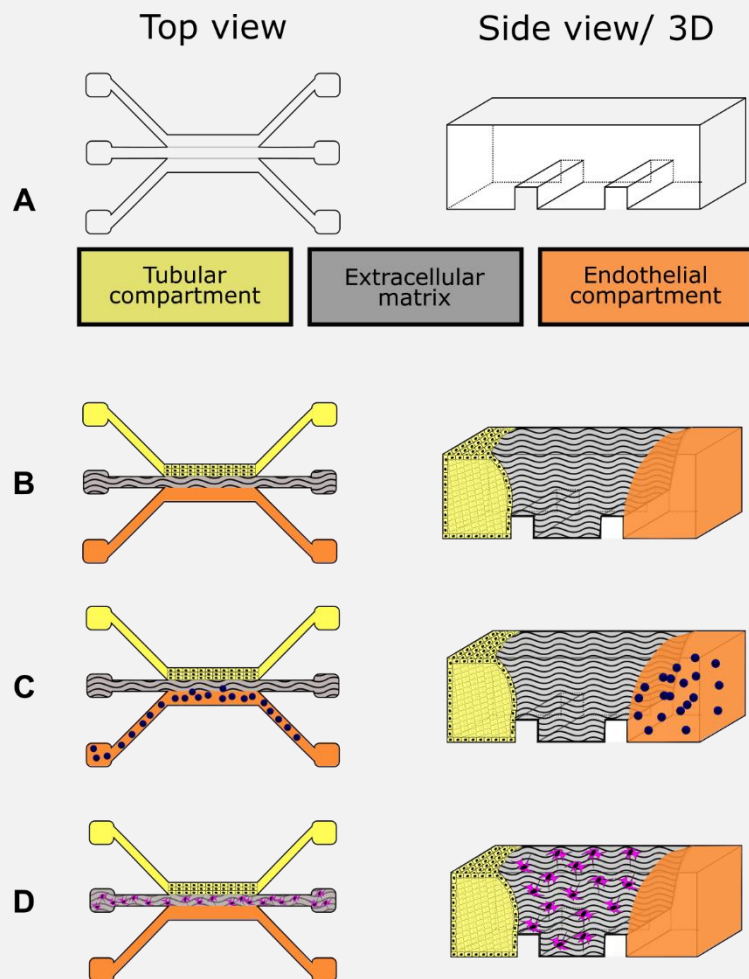 Top view
Side view/ 3D
A
Tubular
compartment
Extracellular
matrix
Endothelial
compartment
B
C
D